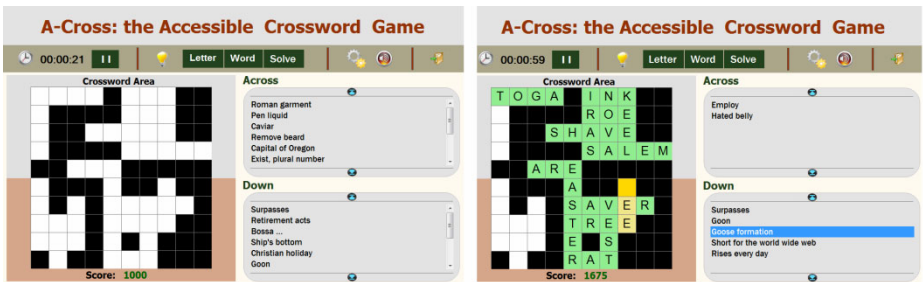 A-Cross: the Accessible Crossword Game
00:00:21 Letter Word Solve
Crossword Area
Score: 1000
Across
Roman garment
Pen liquid
Caviar
Remove beard
Capital of Oregon
Exist, plural number
Down
Surpasses
Retirement acts
Bossa ...
Ship's bottom
Christian holiday
Goon
A-Cross: the Accessible Crossword Game
00:00:59 Letter Word Solve
Crossword Area
T O G A I N K
R O E
S H A V E
S A L E M
A R E
A
S A V E R
T R E E
E S
R A T
Score: 1675
Across
Employ
Hated belly
Down
Surpasses
Goon
Goose formation
Short for the world wide web
Rises every day